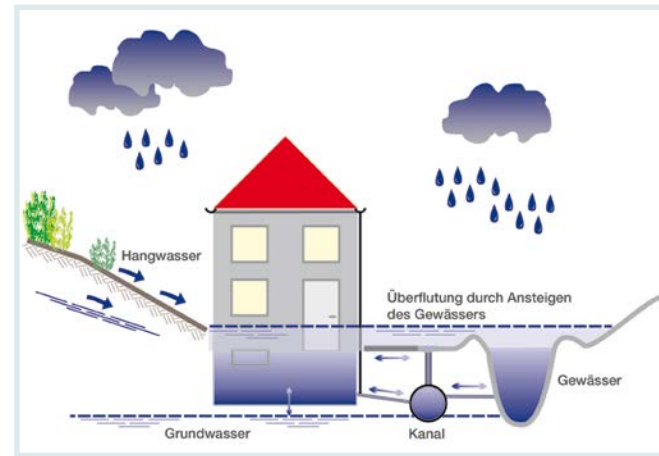 Hangwasser
Überflutung durch Ansteigen
des Gewässers
Gewässer
Grundwasser
Kanal